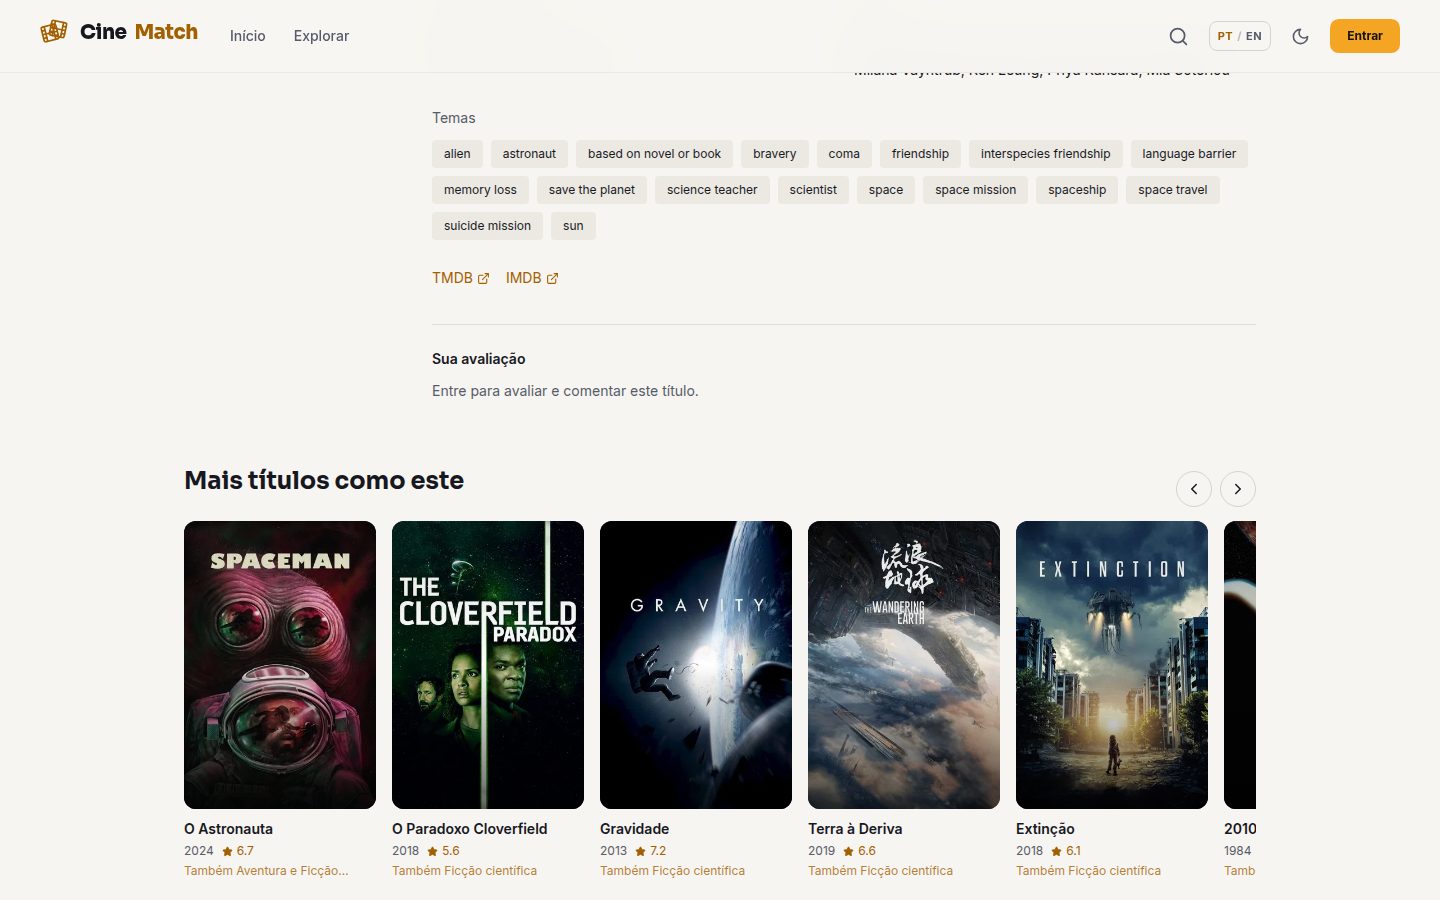 Cine Match
Início
Explorar
PT / EN
Entrar
Temas
alien
astronaut
based on novel or book
bravery
coma
friendship
interspecies friendship
language barrier
memory loss
save the planet
science teacher
scientist
space
space mission
spaceship
space travel
suicide mission
sun
TMDB
IMDB
Sua avaliação
Entre para avaliar e comentar este título.
Mais títulos como este
SPACEMAN
THE
CLOVERFIELD
PARADOX
GRAVITY
流浪
地球
THE WANDERING
EARTH
EXTINCTION
O Astronauta
2024 6.7
Também Aventura e Ficção...
O Paradoxo Cloverfield
2018 5.6
Também Ficção científica
Gravidade
2013 7.2
Também Ficção científica
Terra à Deriva
2019 6.6
Também Ficção científica
Extinção
2018 6.1
Também Ficção científica
2010
1984
Tamb